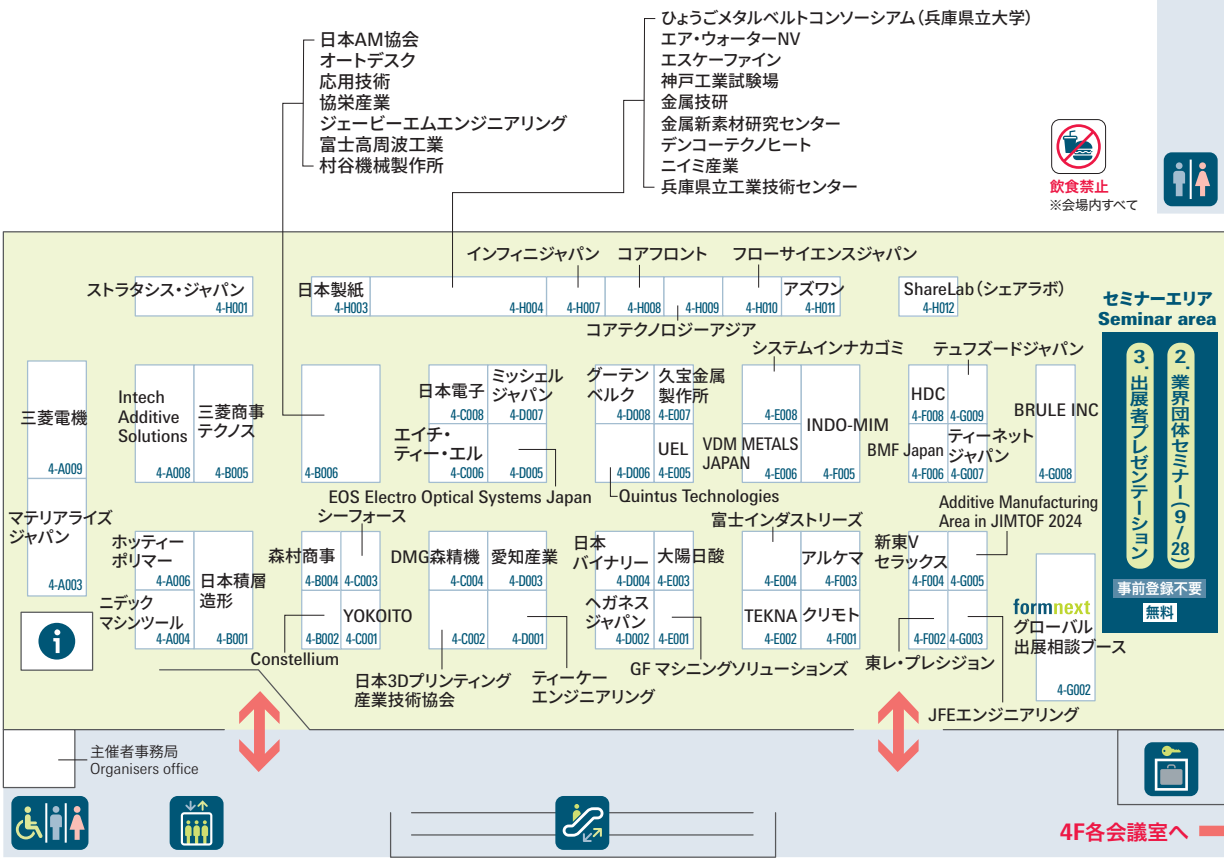 日本AM協会
オートデスク
応用技術
協栄産業
ジェービーエムエンジニアリング
富士高周波工業
村谷機械製作所
ひょうごメタルベルトコンソーシアム（兵庫県立大学）
エア・ウォーターNV
エスケーファイン
神戸工業試験場
金属技研
金属新素材研究センター
デンコーテクノヒート
ニイミ産業
兵庫県立工業技術センター
飲食禁止
※会場内すべて
インフィニジャパン
コアフロント
フローサイエンスジャパン
ストラタシス・ジャパン
4-H001
日本製紙
4-H003
4-H004
4-H007
4-H008
4-H009
4-H010
アズワン
4-H011
ShareLab（シェアラボ）
4-H012
コアテクノロジーアジア
セミナーエリア
Seminar area
2. 業界団体セミナー（9/28）
3. 出展者プレゼンテーション
事前登録不要
無料
システムインナカゴミ
テュフズードジャパン
三菱電機
4-A009
Intech
Additive
Solutions
4-A008
三菱商事
テクノス
4-B005
4-B006
日本電子
4-C008
ミッシェル
ジャパン
4-D007
エイチ・
ティー・エル
4-C006
4-D005
グーテン
ベルク
4-D008
久宝金属
製作所
4-E007
4-D006
UEL
4-E005
4-E008
VDM METALS
JAPAN
4-E006
INDO-MIM
4-F005
HDC
4-F008
4-G009
BMF Japan
4-F006
ティーネット
ジャパン
4-G007
BRULE INC
4-G008
EOS Electro Optical Systems Japan
Quintus Technologies
Additive Manufacturing
Area in JIMTOF 2024
マテリアライズ
ジャパン
4-A003
シーフォース
富士インダストリーズ
ホッティー
ポリマー
4-A006
ニデック
マシンツール
4-A004
日本積層
造形
4-B001
森村商事
4-B004
4-C003
4-B002
YOKOITO
4-C001
DMG森精機
4-C004
愛知産業
4-D003
4-C002
4-D001
日本
バイナリー
4-D004
大陽日酸
4-E003
ヘガネス
ジャパン
4-D002
4-E001
4-E004
アルケマ
4-F003
TEKNA
4-E002
クリモト
4-F001
新東V
セラックス
4-F004
4-G005
4-F002
4-G003
formnext
グローバル
出展相談ブース
4-G002
Constellium
日本3Dプリンティング
産業技術協会
ティーケー
エンジニアリング
GF マシニングソリューションズ
東レ・プレシジョン
JFEエンジニアリング
i
主催者事務局
Organisers office
4F各会議室へ